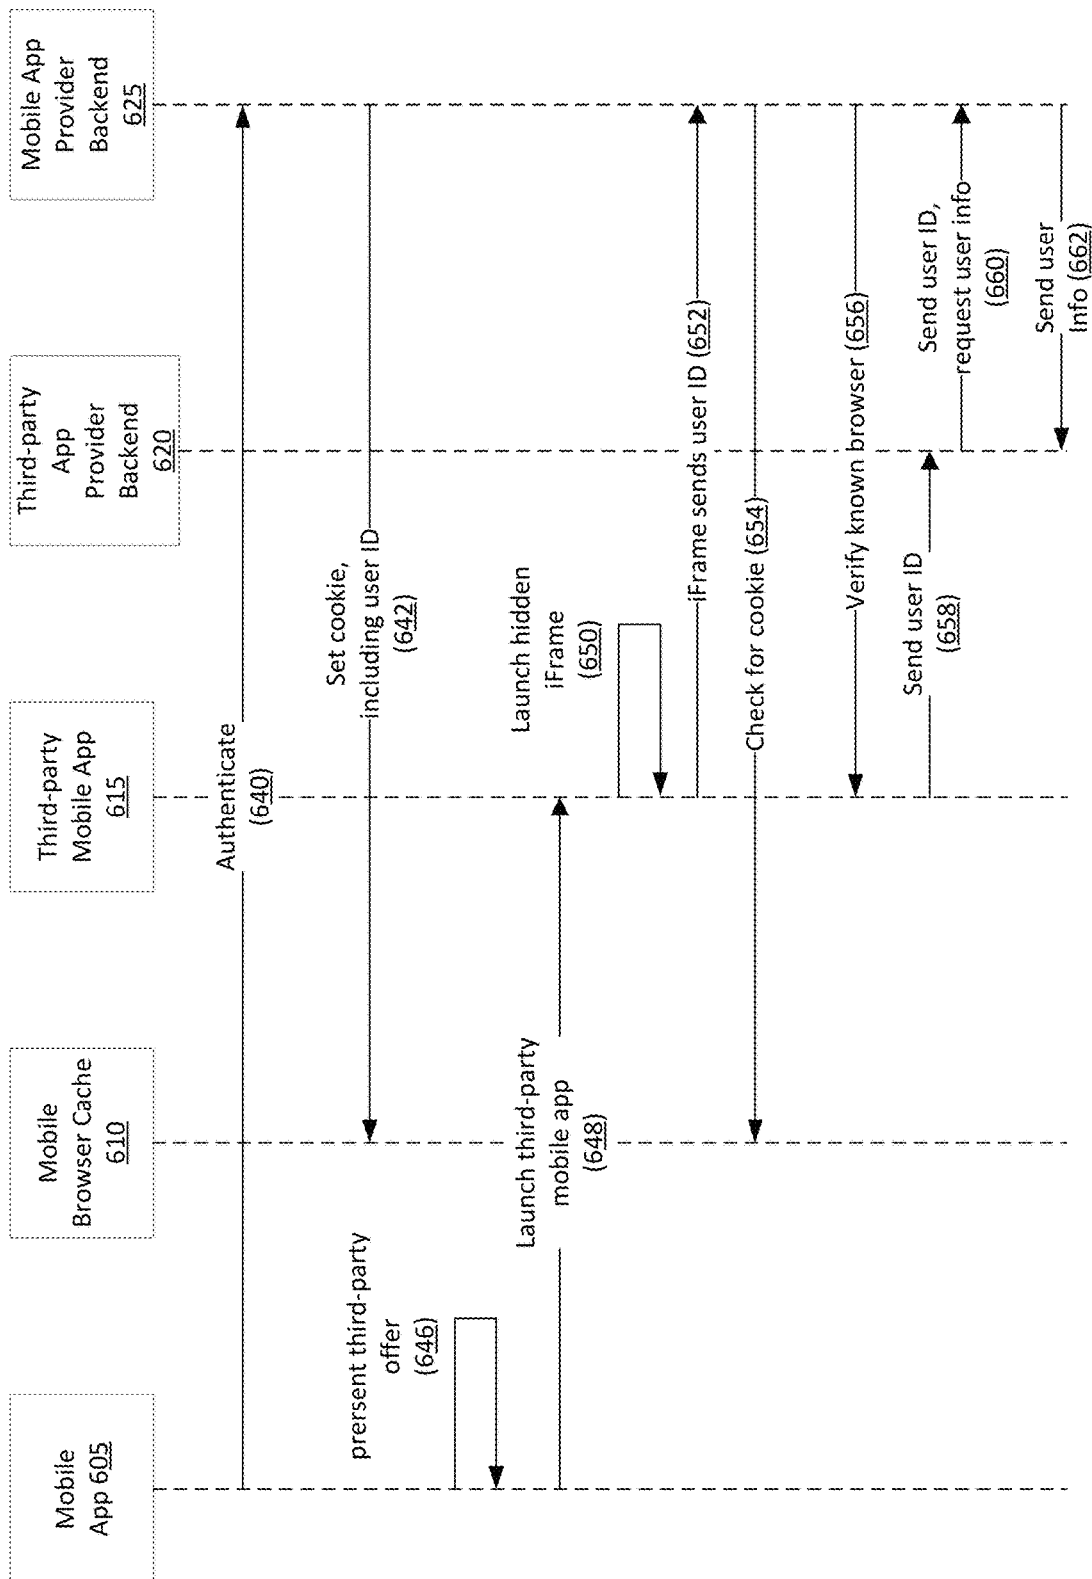 Mobile
App 605
Mobile
Browser Cache
610
Third-party
Mobile App
615
Third-party
App
Provider
Backend
620
Mobile App
Provider
Backend
625
Authenticate
(640)
Set cookie,
including user ID
(642)
prersent third-party
offer
(646)
Launch third-party
mobile app
(648)
Launch hidden
iFrame
(650)
iFrame sends user ID (652)
Check for cookie (654)
Verify known browser (656)
Send user ID
(658)
Send user ID,
request user info
(660)
Send user
Info (662)